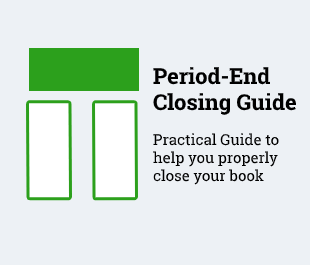 Period-End
Closing Guide
Practical Guide to
help you properly
close your book